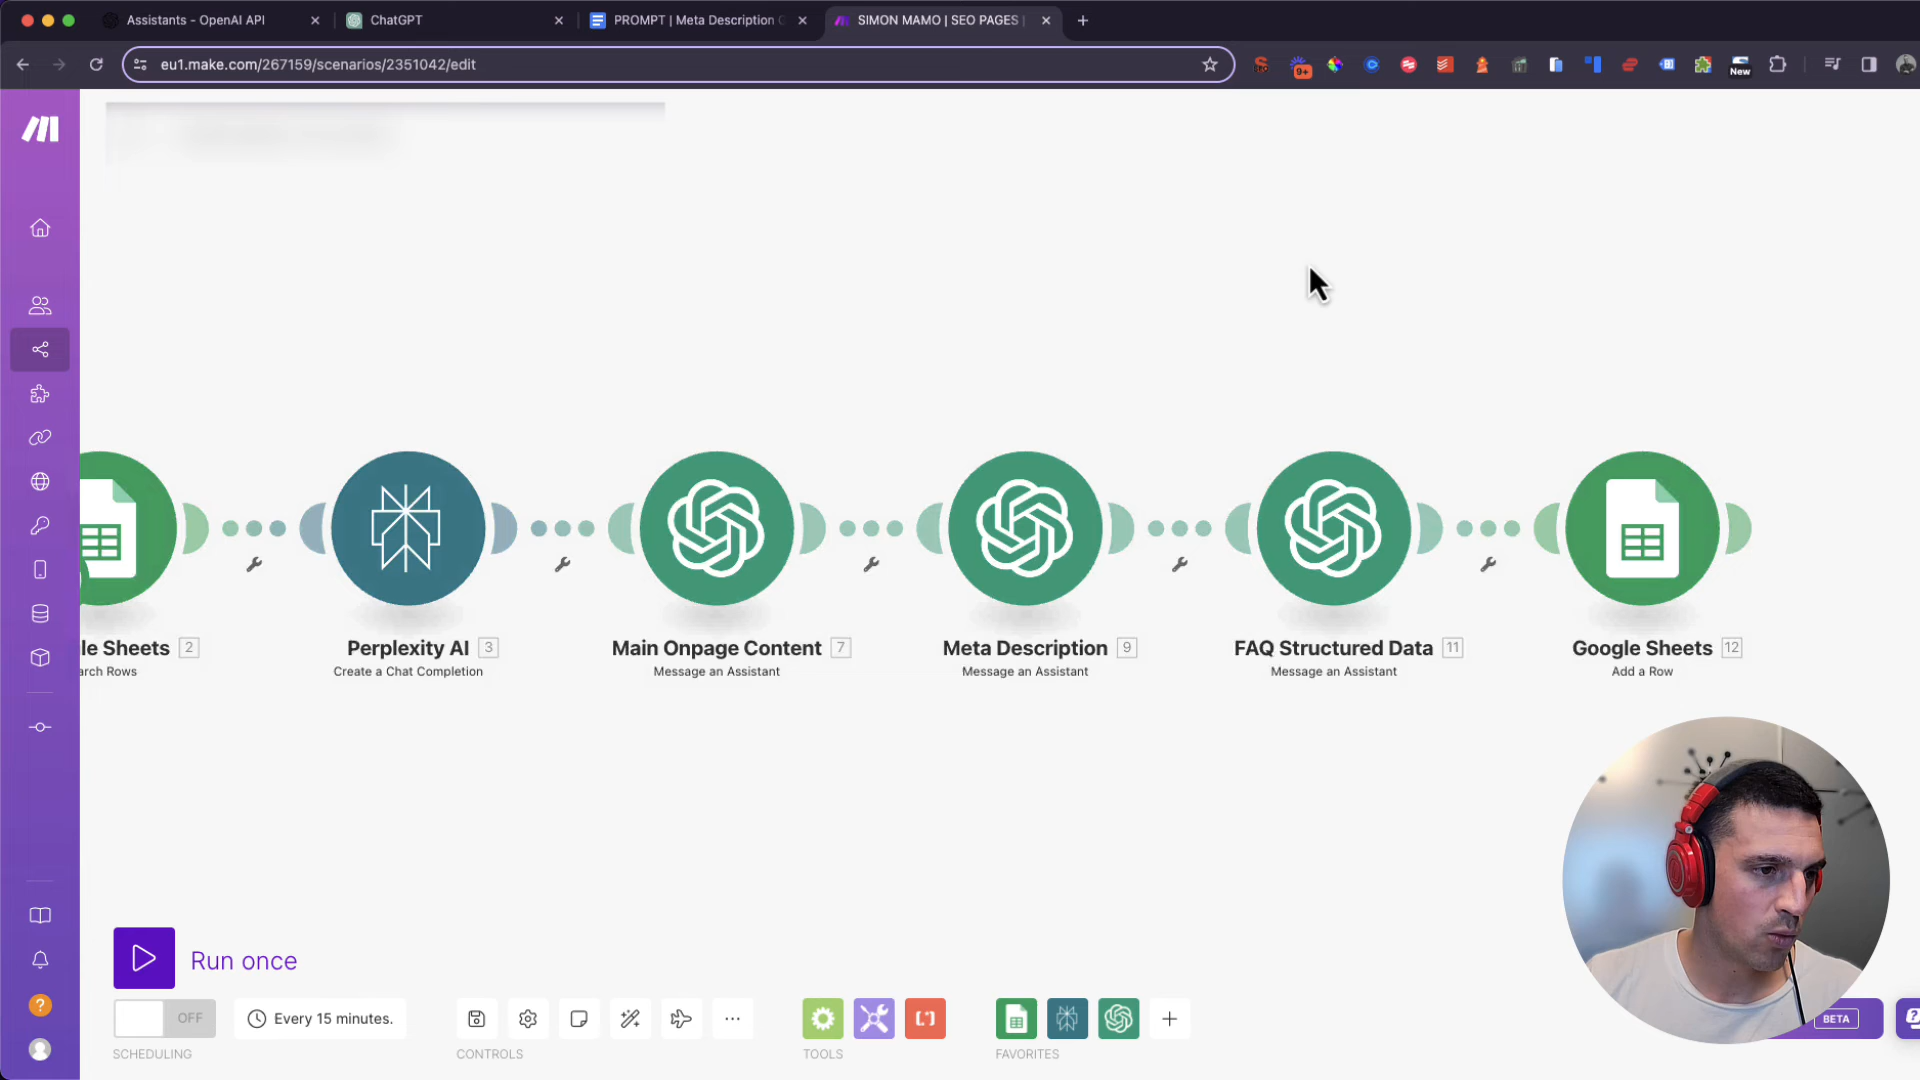 Assistants - OpenAI API
ChatGPT
PROMPT | Meta Description
SIMON MAMO | SEO PAGES |
eu1.make.com/267159/scenarios/2351042/edit
9+
New
le Sheets 2
arch Rows
Perplexity AI 3
Create a Chat Completion
Main Onpage Content 7
Message an Assistant
Meta Description 9
Message an Assistant
FAQ Structured Data 11
Message an Assistant
Google Sheets 12
Add a Row
Run once
OFF
Every 15 minutes.
SCHEDULING
CONTROLS
TOOLS
FAVORITES
BETA